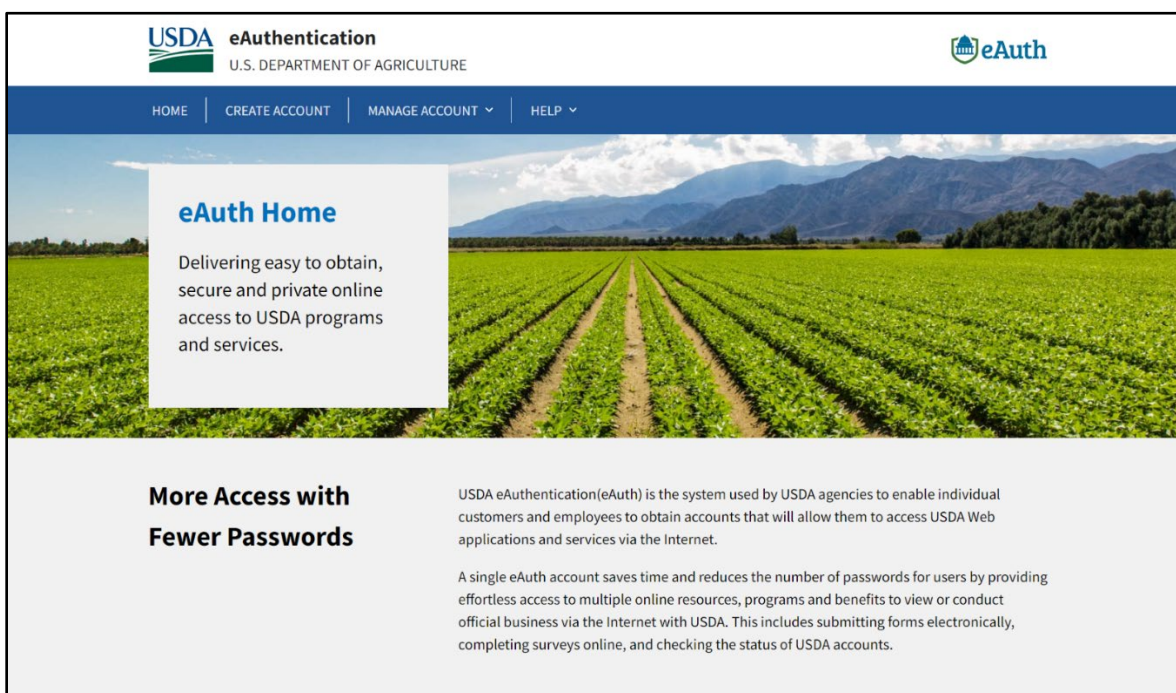 USDA
eAuthentication
U.S. DEPARTMENT OF AGRICULTURE
eAuth
HOME
CREATE ACCOUNT
MANAGE ACCOUNT
HELP
eAuth Home
Delivering easy to obtain,
secure and private online
access to USDA programs
and services.
More Access with
Fewer Passwords
USDA eAuthentication(eAuth) is the system used by USDA agencies to enable individual
customers and employees to obtain accounts that will allow them to access USDA Web
applications and services via the Internet.
A single eAuth account saves time and reduces the number of passwords for users by providing
effortless access to multiple online resources, programs and benefits to view or conduct
official business via the Internet with USDA. This includes submitting forms electronically,
completing surveys online, and checking the status of USDA accounts.